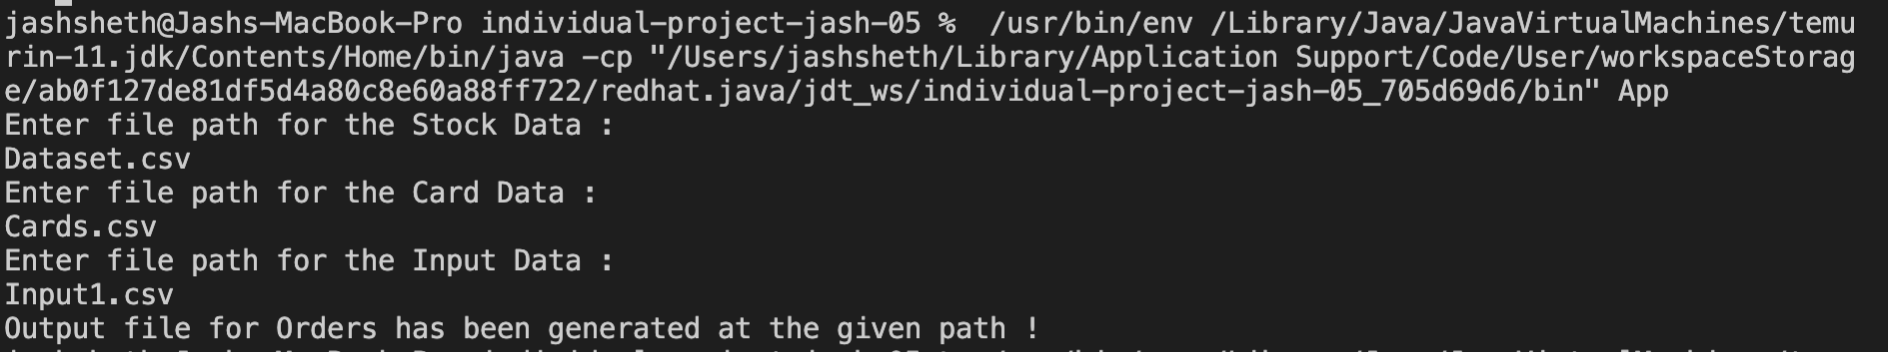 jashsheth@Jashs-MacBook-Pro individual-project-jash-05 %  /usr/bin/env /Library/Java/JavaVirtualMachines/temu
rin-11.jdk/Contents/Home/bin/java -cp "/Users/jashsheth/Library/Application Support/Code/User/workspaceStorag
e/ab0f127de81df5d4a80c8e60a88ff722/redhat.java/jdt_ws/individual-project-jash-05_705d69d6/bin" App
Enter file path for the Stock Data :
Dataset.csv
Enter file path for the Card Data :
Cards.csv
Enter file path for the Input Data :
Input1.csv
Output file for Orders has been generated at the given path !